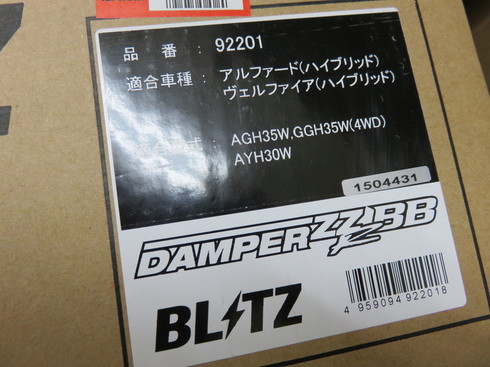 品 番 : 92201
適合車種 : アルファード(ハイブリッド)
ヴェルファイア(ハイブリッド)
式 : AGH35W,GGH35W(4WD)
AYH30W
1504431
DAMPER ZZ-R BB
BLITZ
4 959094 922018